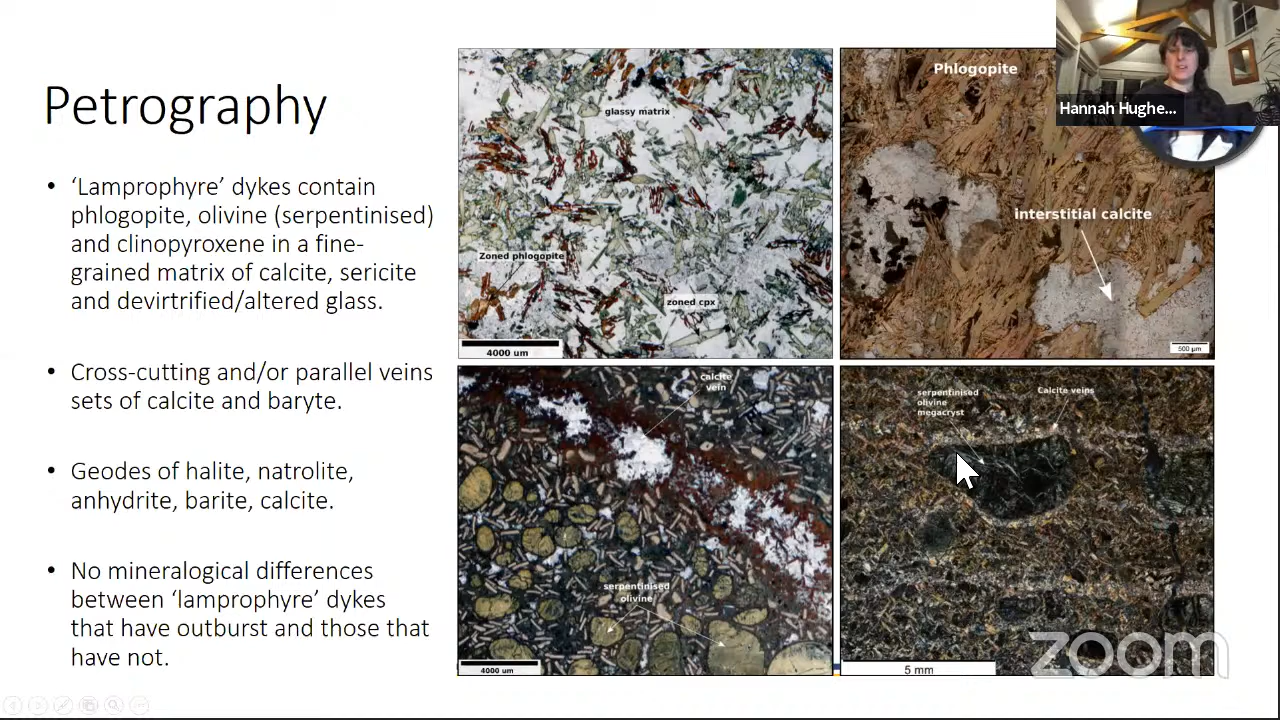 Petrography
• ‘Lamprophyre’ dykes contain
phlogopite, olivine (serpentinised)
and clinopyroxene in a fine-
grained matrix of calcite, sericite
and devirtrified/altered glass.
• Cross-cutting and/or parallel veins
sets of calcite and baryte.
• Geodes of halite, natrolite,
anhydrite, barite, calcite.
• No mineralogical differences
between ‘lamprophyre’ dykes
that have outburst and those that
have not.
glassy matrix
Zoned phlogopite
zoned cpx
4000 um
Phlogopite
interstitial calcite
500 µm
calcite
vein
serpentinised
olivine
4000 um
serpentinised
olivine
megacryst
Calcite veins
5 mm
Hannah Hughe...
zoom